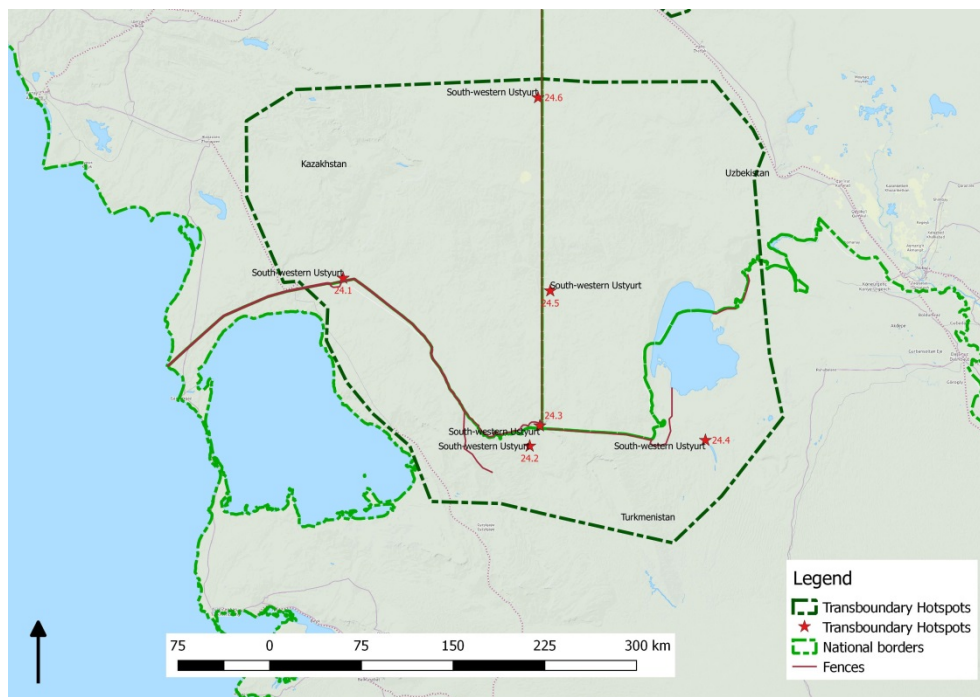 South-western Ustyurt
24.6
Kazakhstan
Uzbekistan
South-western Ustyurt
24.1
South-western Ustyurt
24.5
24.3
South-western Ustyurt
South-western Ustyurt
24.2
South-western Ustyurt
24.4
Turkmenistan
Legend
Transboundary Hotspots
Transboundary Hotspots
National borders
Fences
75 0 75 150 225 300 km